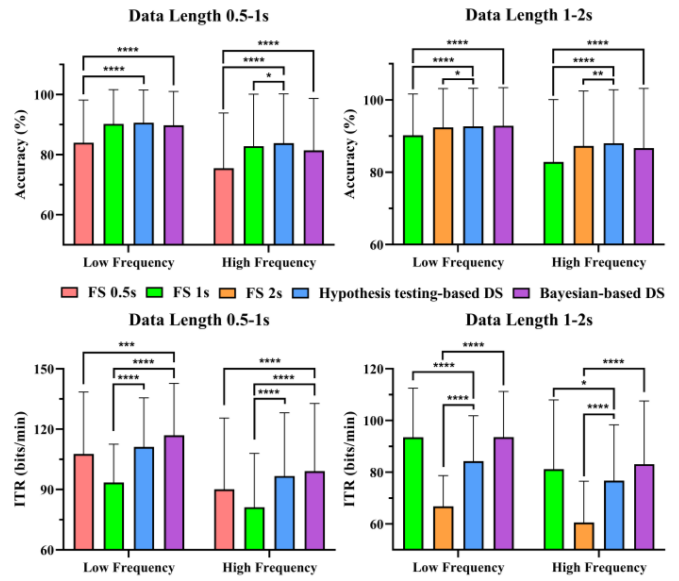 Data Length 0.5-1s
Data Length 1-2s
****
****
****
****
*
Accuracy (%)
100
80
60
Low Frequency
High Frequency
****
****
*
****
****
**
Accuracy (%)
100
80
60
Low Frequency
High Frequency
FS 0.5s FS 1s FS 2s Hypothesis testing-based DS Bayesian-based DS
Data Length 0.5-1s
Data Length 1-2s
***
****
****
****
****
****
ITR (bits/min)
150
120
90
60
Low Frequency
High Frequency
****
****
****
****
*
****
ITR (bits/min)
120
100
80
60
Low Frequency
High Frequency